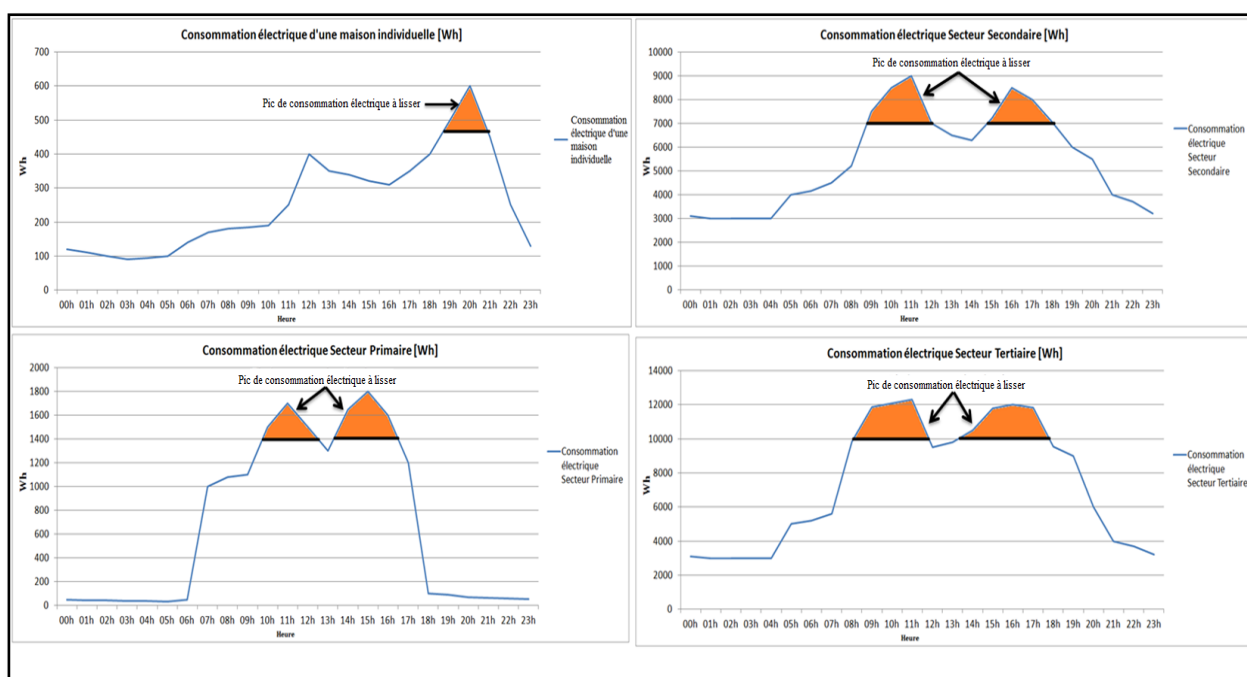 Consommation électrique d'une maison individuelle [Wh]
700
600
500
400
300
200
100
0
Wh
Pic de consommation électrique à lisser
Consommation
électrique d'une
maison
individuelle
00h 01h 02h 03h 04h 05h 06h 07h 08h 09h 10h 11h 12h 13h 14h 15h 16h 17h 18h 19h 20h 21h 22h 23h
Heure
Consommation électrique Secteur Secondaire [Wh]
10000
9000
8000
7000
6000
5000
4000
3000
2000
1000
0
Wh
Pic de consommation électrique à lisser
Consommation
électrique
Secteur
Secondaire
00h 01h 02h 03h 04h 05h 06h 07h 08h 09h 10h 11h 12h 13h 14h 15h 16h 17h 18h 19h 20h 21h 22h 23h
Heure
Consommation électrique Secteur Primaire [Wh]
2000
1800
1600
1400
1200
1000
800
600
400
200
0
Wh
Pic de consommation électrique à lisser
Consommation
électrique
Secteur Primaire
00h 01h 02h 03h 04h 05h 06h 07h 08h 09h 10h 11h 12h 13h 14h 15h 16h 17h 18h 19h 20h 21h 22h 23h
Heure
Consommation électrique Secteur Tertiaire [Wh]
14000
12000
10000
8000
6000
4000
2000
0
Wh
Pic de consommation électrique à lisser
Consommation
électrique
Secteur Tertiaire
00h 01h 02h 03h 04h 05h 06h 07h 08h 09h 10h 11h 12h 13h 14h 15h 16h 17h 18h 19h 20h 21h 22h 23h
Heure